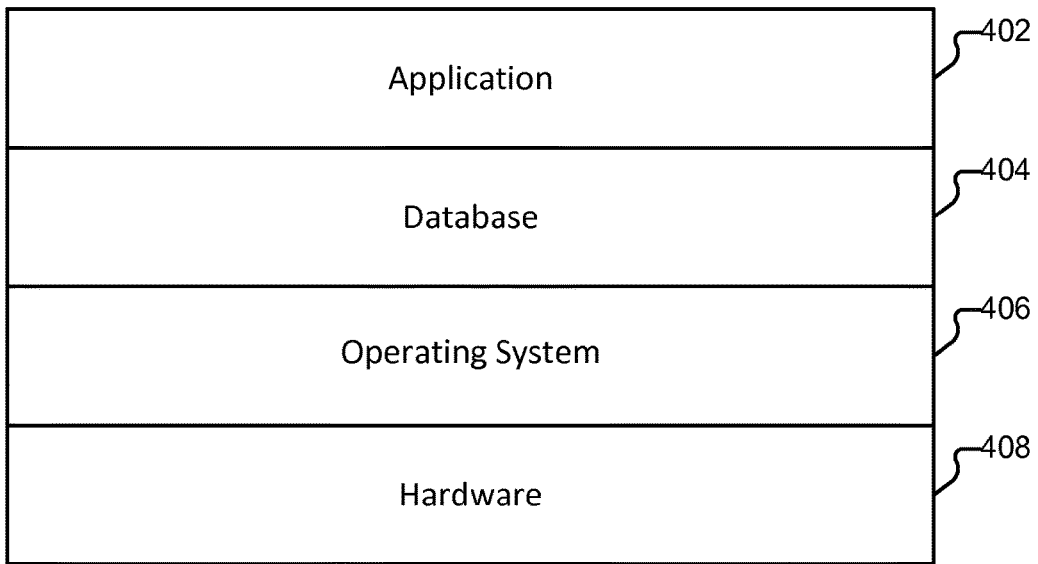 402
Application
404
Database
406
Operating System
408
Hardware